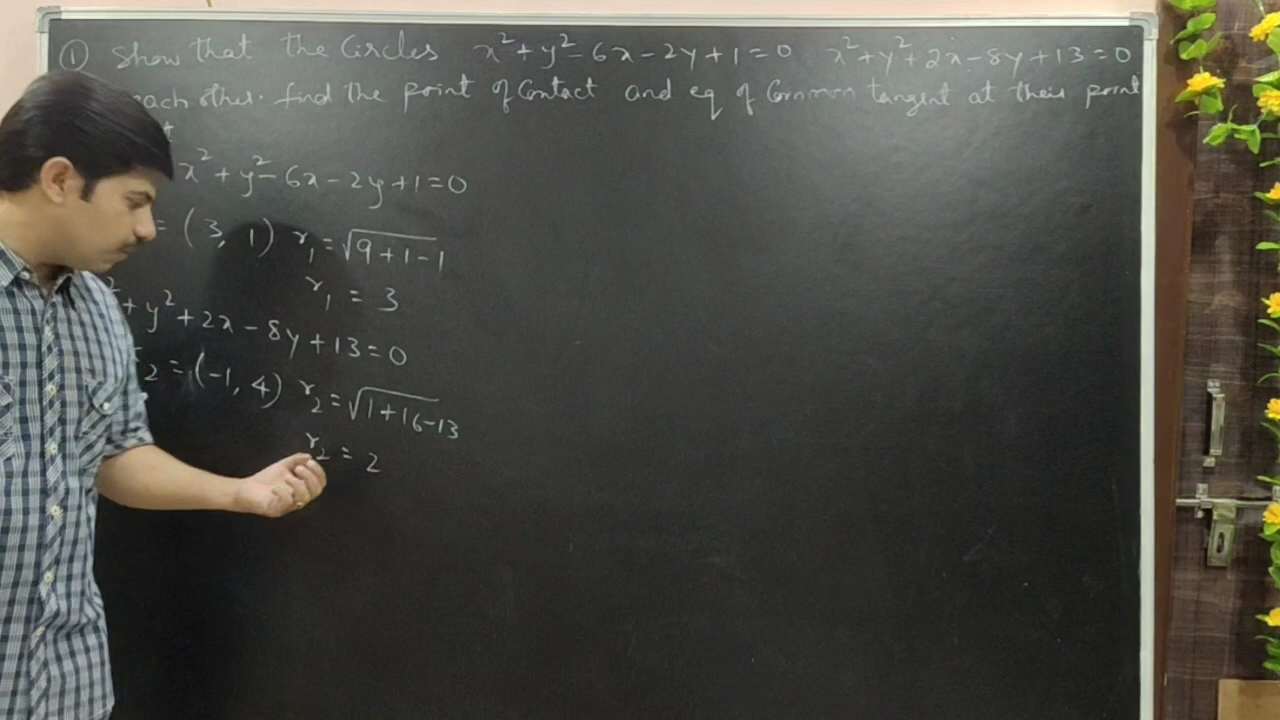 ① Show that the Circles x²+y²-6x-2y+1=0 x²+y²+2x-8y+13=0
each other. find the point of Contact and eq of Common tangent at their point
x²+y²-6x-2y+1=0
= (3, 1) r₁=√9+1-1
r₁ = 3
²+y²+2x-8y+13=0
2=(-1, 4) r₂=√1+16-13
r₂ = 2